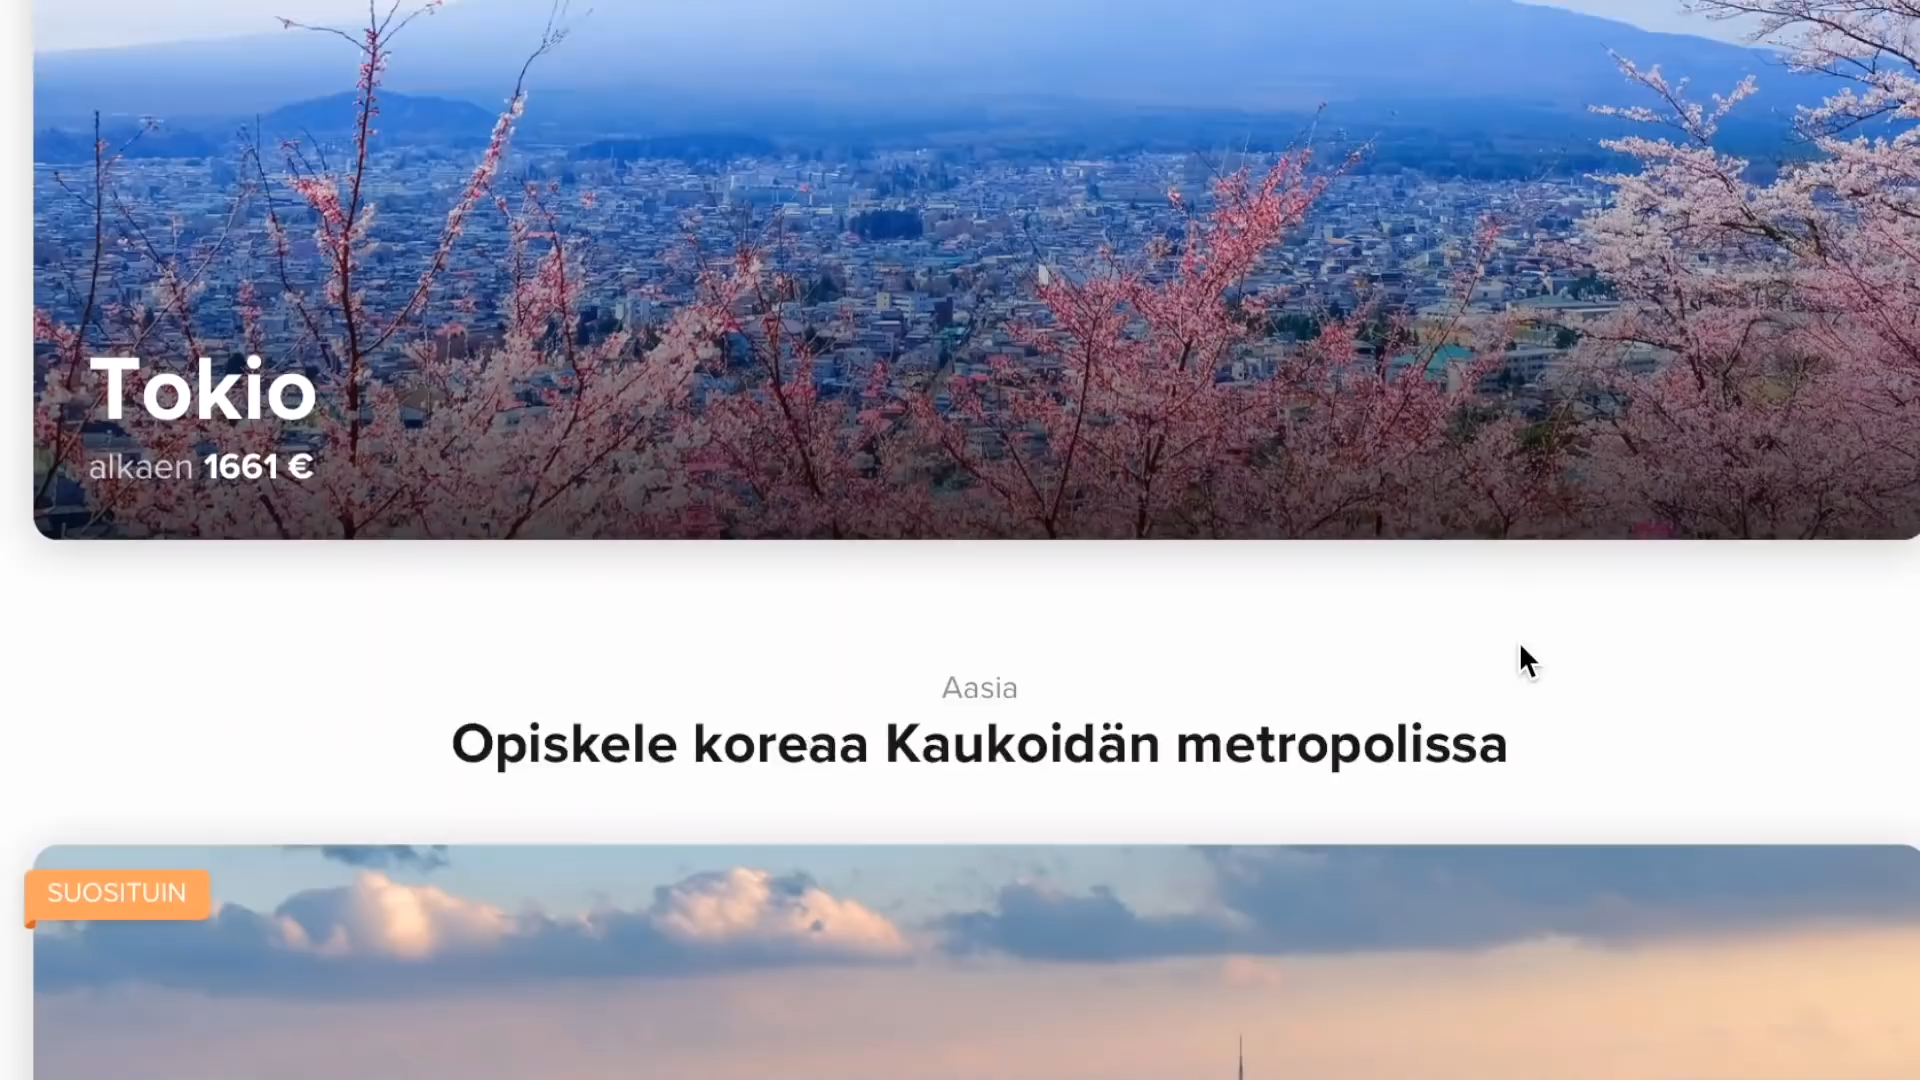 Tokio
alkaen 1661 €
Aasia
Opiskele koreaa Kaukoidän metropolissa
SUOSITUIN